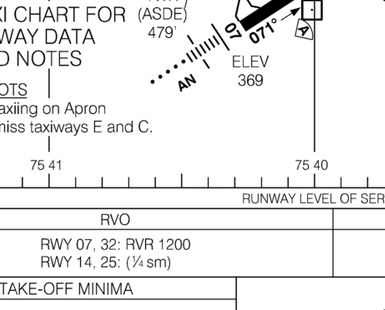 (ASDE)
479'
XI CHART FOR
WAY DATA
D NOTES
07
071°
A
AN
ELEV
369
OTS
axiing on Apron
miss taxiways E and C.
75 41
75 40
RUNWAY LEVEL OF SER
RVO
RWY 07, 32: RVR 1200
RWY 14, 25: (¼ sm)
TAKE-OFF MINIMA